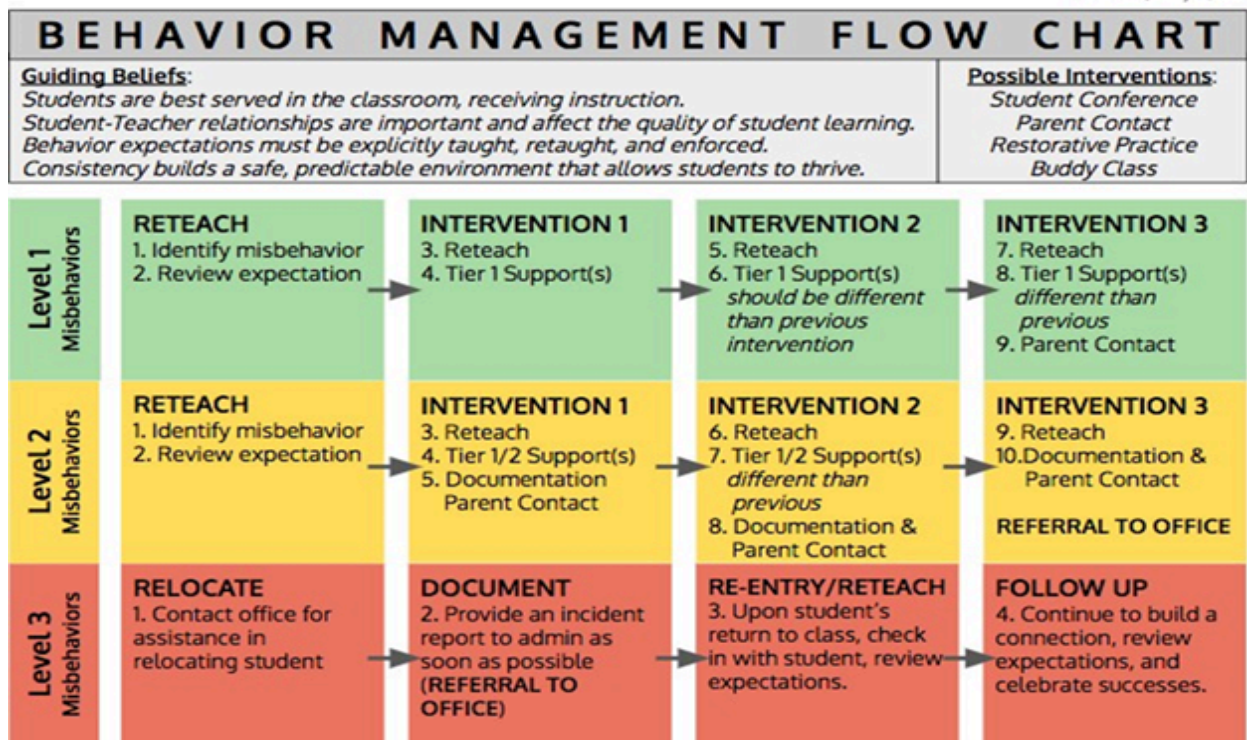 BEHAVIOR MANAGEMENT FLOW CHART
Guiding Beliefs:
Students are best served in the classroom, receiving instruction.
Student-Teacher relationships are important and affect the quality of student learning.
Behavior expectations must be explicitly taught, retaught, and enforced.
Consistency builds a safe, predictable environment that allows students to thrive.
Possible Interventions:
Student Conference
Parent Contact
Restorative Practice
Buddy Class
Level 1
Misbehaviors
RETEACH
1. Identify misbehavior
2. Review expectation
INTERVENTION 1
3. Reteach
4. Tier 1 Support(s)
INTERVENTION 2
5. Reteach
6. Tier 1 Support(s)
should be different
than previous
intervention
INTERVENTION 3
7. Reteach
8. Tier 1 Support(s)
different than
previous
9. Parent Contact
Level 2
Misbehaviors
RETEACH
1. Identify misbehavior
2. Review expectation
INTERVENTION 1
3. Reteach
4. Tier 1/2 Support(s)
5. Documentation
Parent Contact
INTERVENTION 2
6. Reteach
7. Tier 1/2 Support(s)
different than
previous
8. Documentation &
Parent Contact
INTERVENTION 3
9. Reteach
10.Documentation &
Parent Contact
REFERRAL TO OFFICE
Level 3
Misbehaviors
RELOCATE
1. Contact office for
assistance in
relocating student
DOCUMENT
2. Provide an incident
report to admin as
soon as possible
(REFERRAL TO
OFFICE)
RE-ENTRY/RETEACH
3. Upon student's
return to class, check
in with student, review
expectations.
FOLLOW UP
4. Continue to build a
connection, review
expectations, and
celebrate successes.